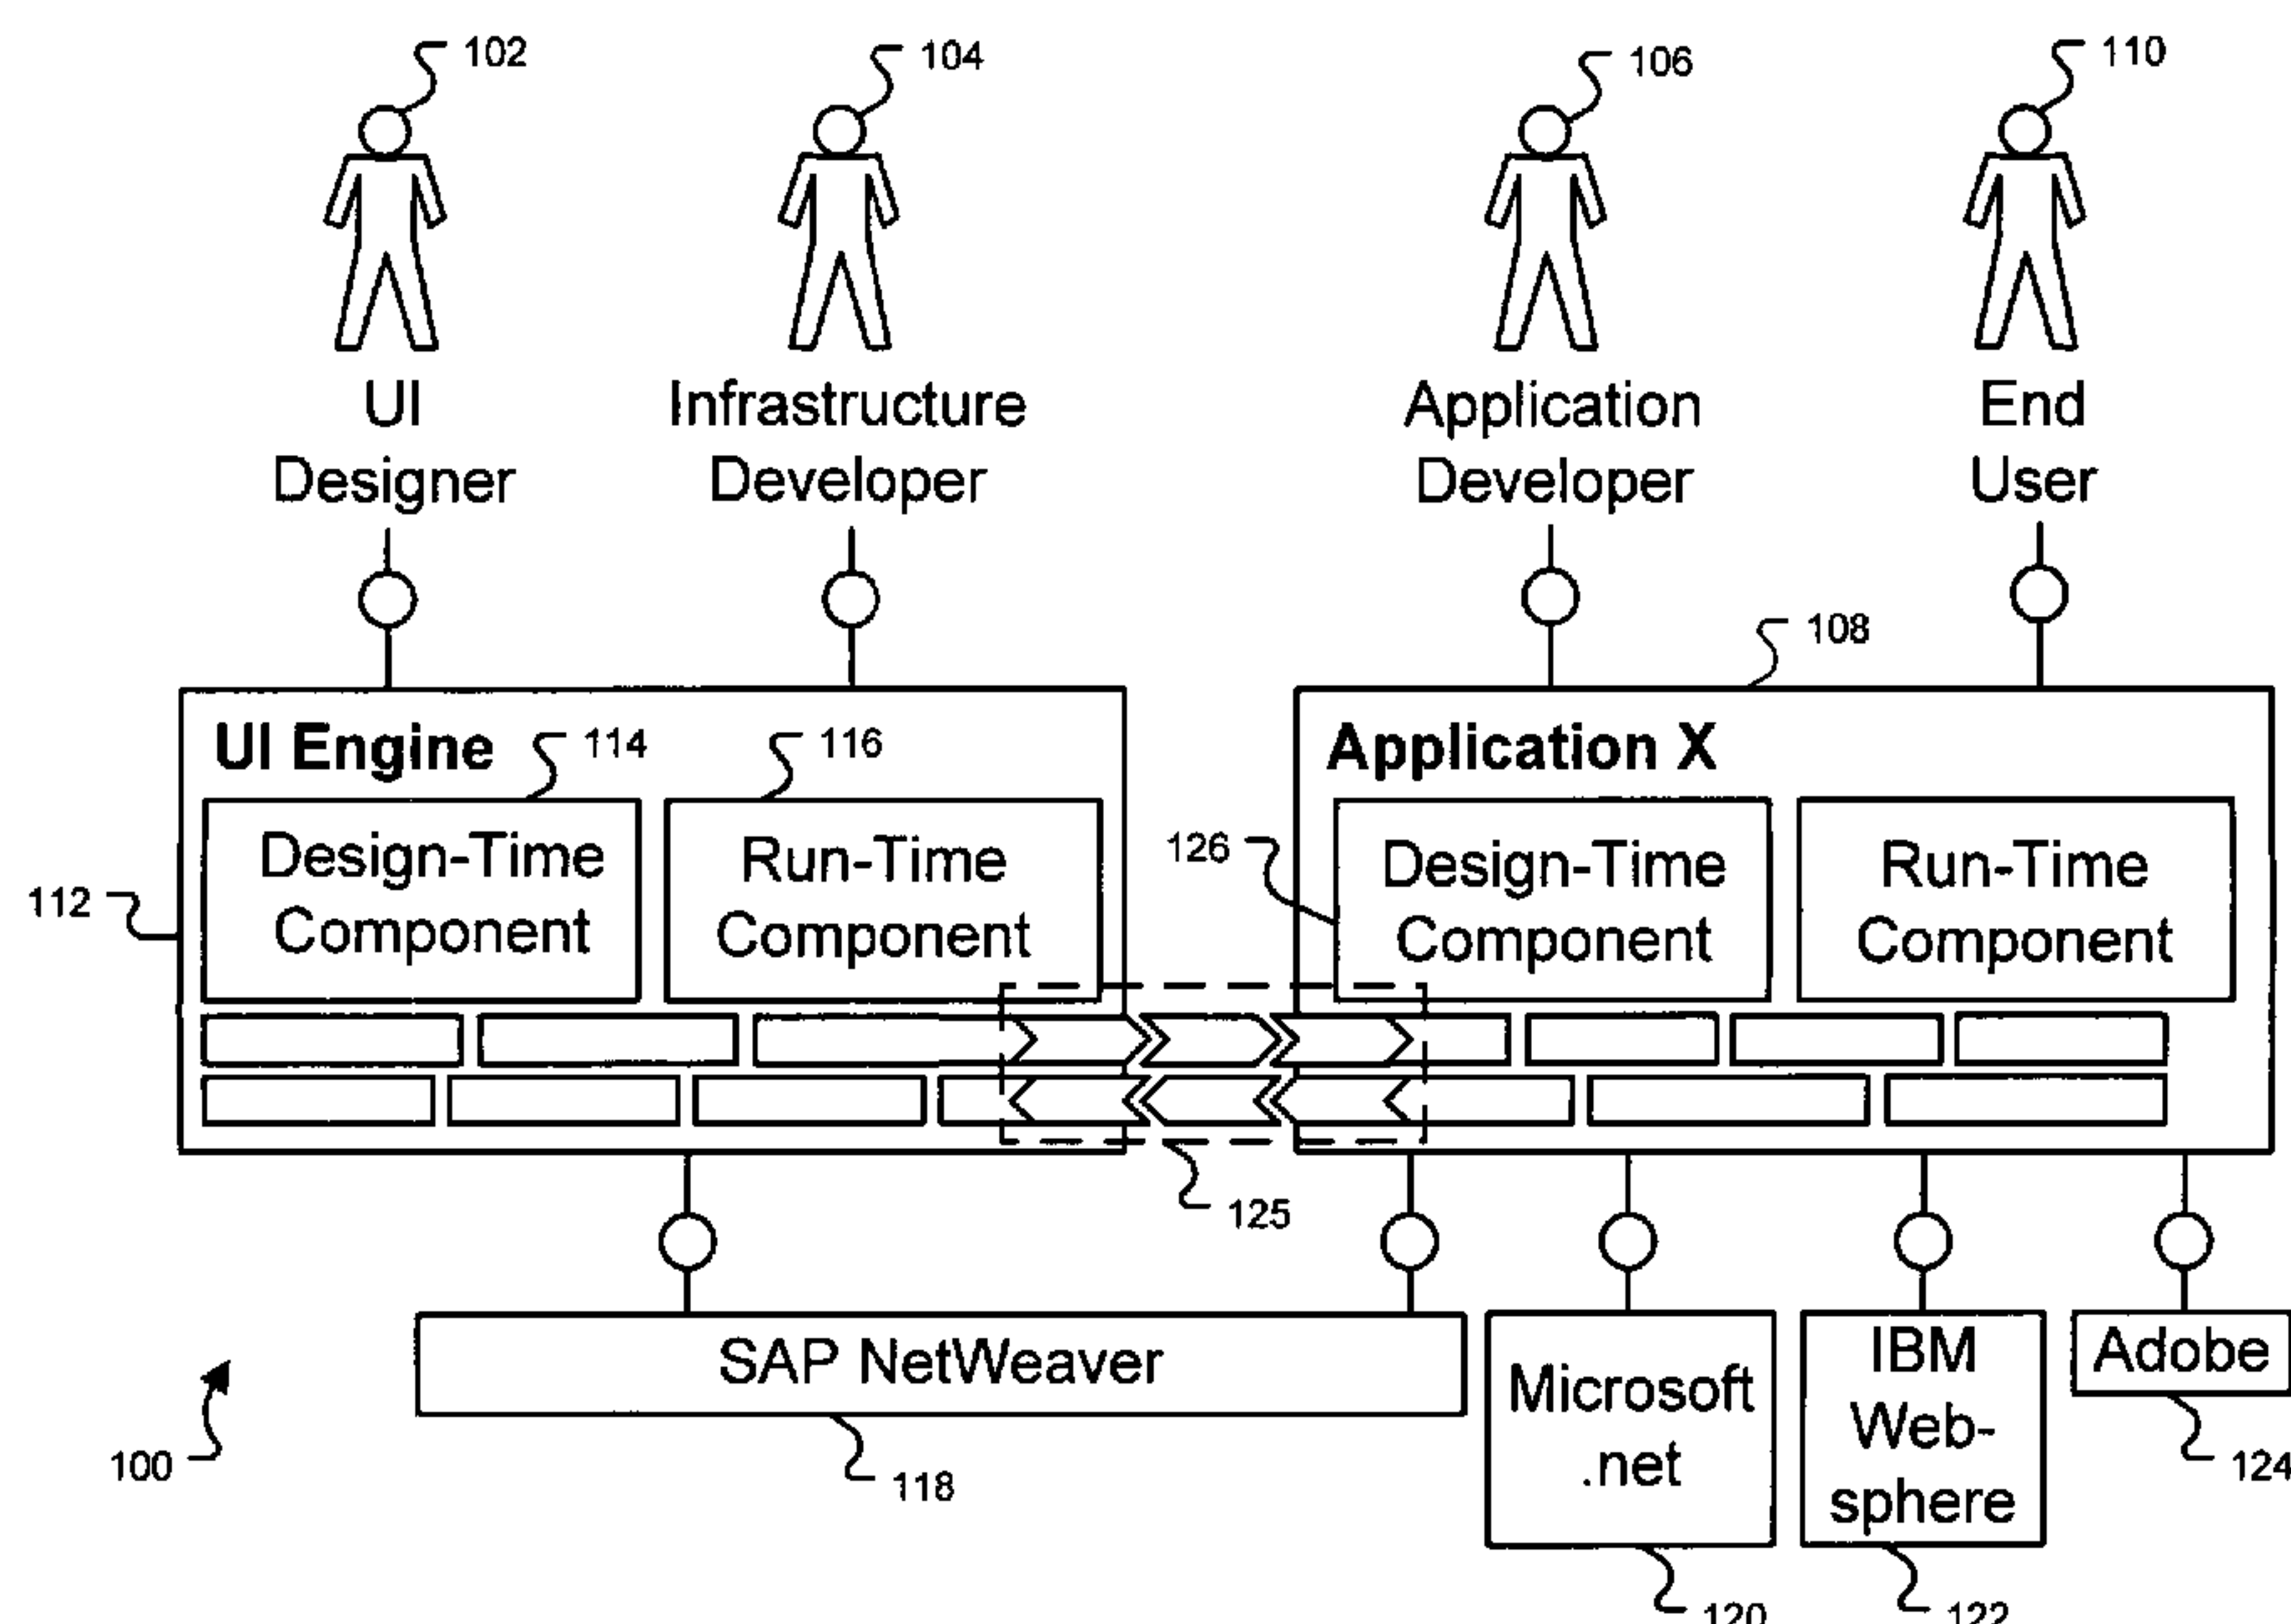 102
104
106
110
UI
Designer
Infrastructure
Developer
Application
Developer
End
User
108
UI Engine
114
116
Application X
Design-Time
Component
Run-Time
Component
126
Design-Time
Component
Run-Time
Component
112
125
SAP NetWeaver
Microsoft
.net
IBM
Web-
sphere
Adobe
100
118
124
120
122